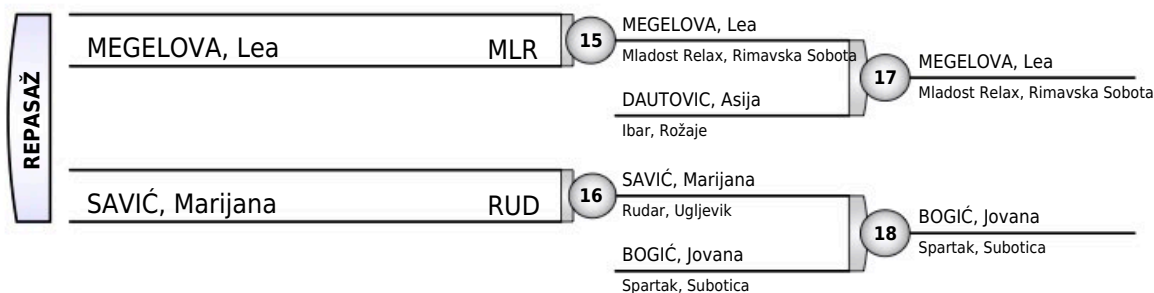 REPASAŽ
MEGELOVA, Lea MLR
15
MEGELOVA, Lea
Mladost Relax, Rimavska Sobota
DAUTOVIC, Asija
Ibar, Rožaje
17
MEGELOVA, Lea
Mladost Relax, Rimavska Sobota
SAVIĆ, Marijana RUD
16
SAVIĆ, Marijana
Rudar, Ugljevik
BOGIĆ, Jovana
Spartak, Subotica
18
BOGIĆ, Jovana
Spartak, Subotica